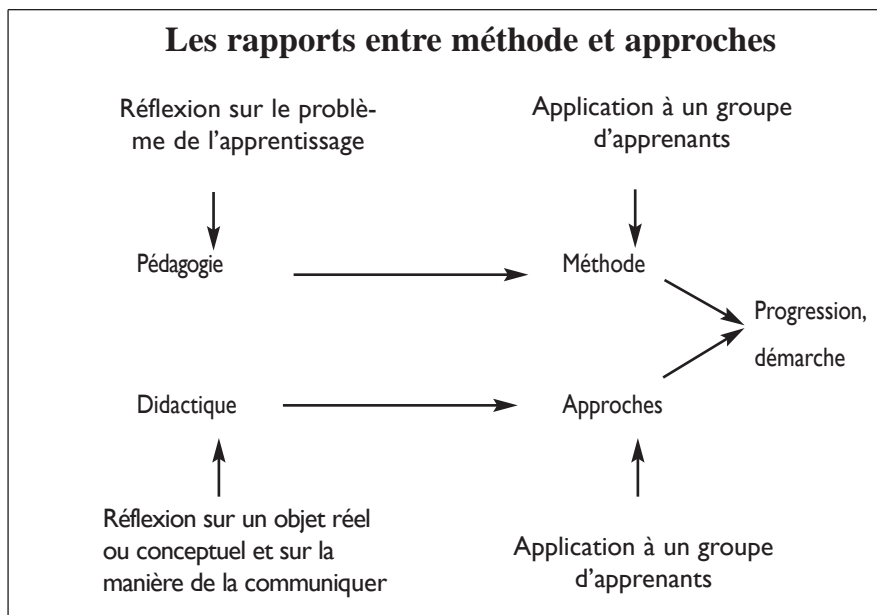 Les rapports entre méthode et approches
Réflexion sur le problè-
me de l'apprentissage
Application à un groupe
d'apprenants
Pédagogie
Méthode
Progression,
démarche
Didactique
Approches
Réflexion sur un objet réel
ou conceptuel et sur la
manière de la communiquer
Application à un groupe
d'apprenants